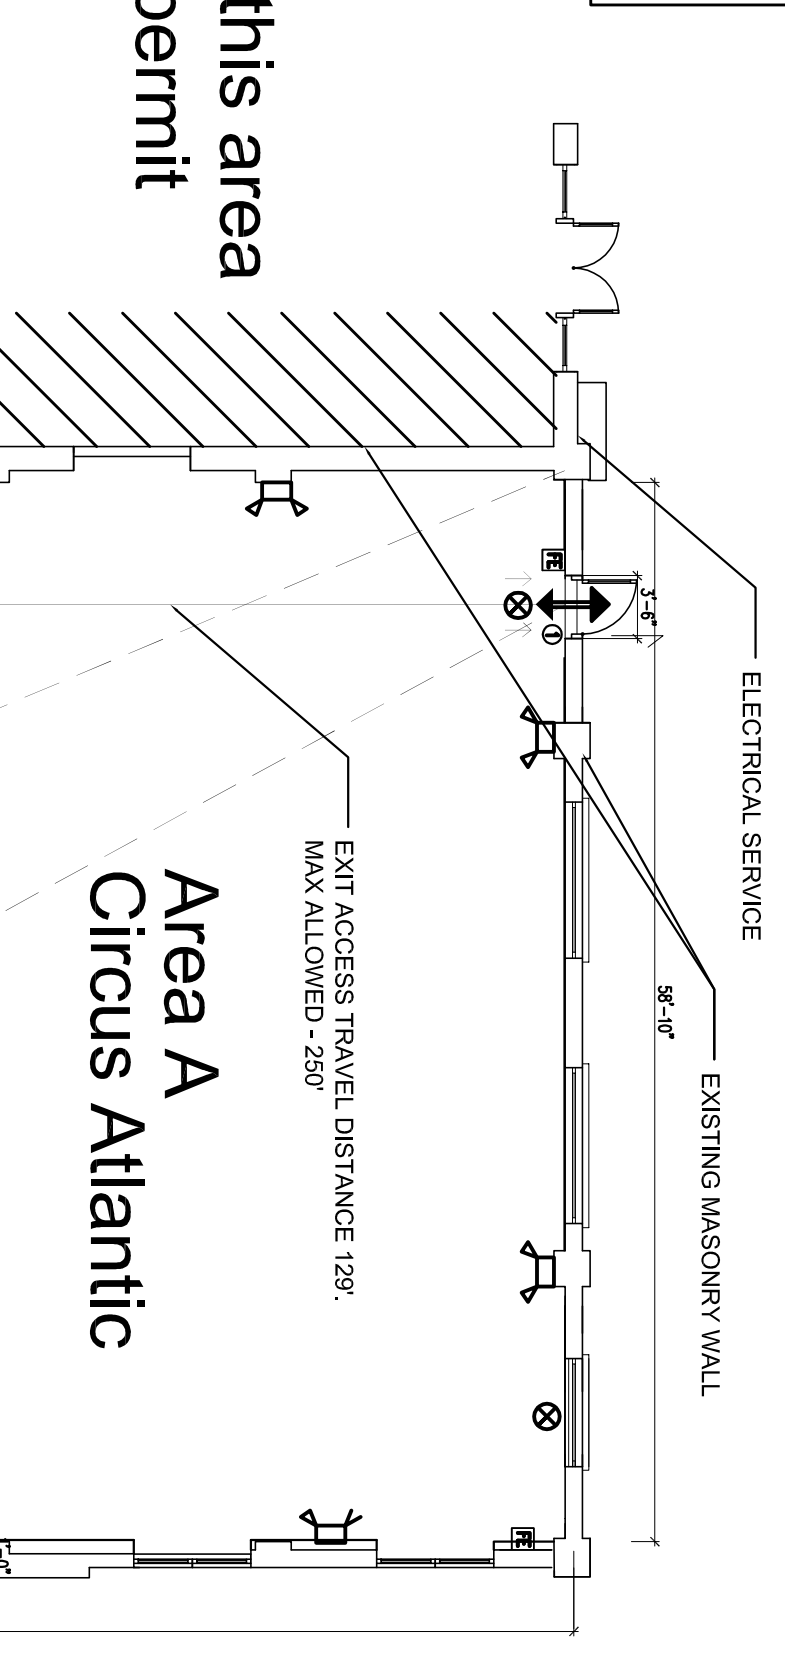 this area
permit
ELECTRICAL SERVICE
EXISTING MASONRY WALL
3'-6"
58'-10"
FE
1
EXIT ACCESS TRAVEL DISTANCE 129'.
MAX ALLOWED - 250'
Area A
Circus Atlantic
FE